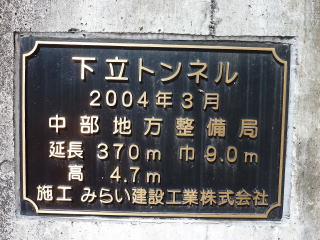 下立トンネル
2004年3月
中部地方整備局
延長 370m 巾9.0m
高 4.7m
施工 みらい建設工業株式会社